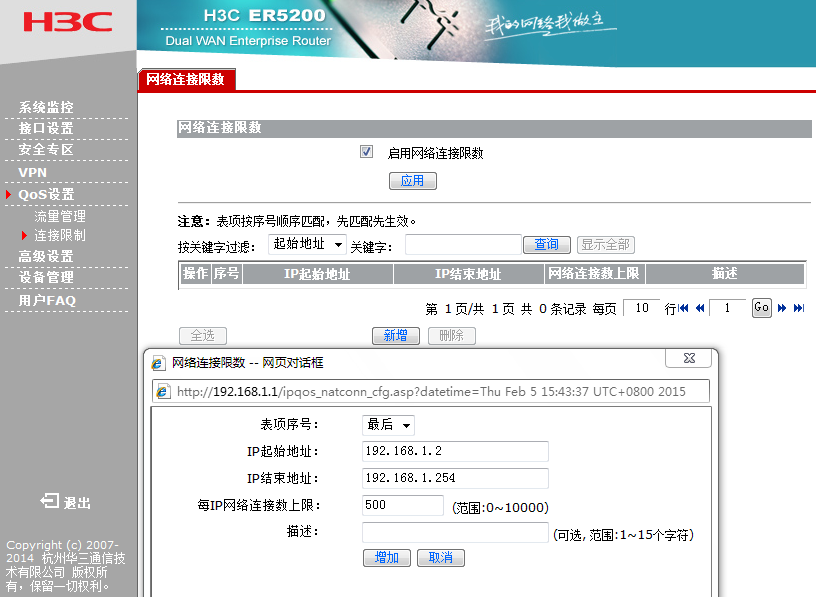 H3C
H3C ER5200
Dual WAN Enterprise Router
我的网络我做主
网络连接限数
系统监控
接口设置
安全专区
VPN
QoS设置
流量管理
连接限制
高级设置
设备管理
用户FAQ
退出
Copyright (c) 2007-
2014 杭州华三通信技
术有限公司 版权所
有，保留一切权利。
网络连接限数
启用网络连接限数
应用
注意：表项按序号顺序匹配，先匹配先生效。
按关键字过滤： 起始地址 关键字： 查询 显示全部
操作 序号 IP起始地址 IP结束地址 网络连接数上限 描述
第 1 页/共 1 页 共 0 条记录 每页 10 行 1 Go
全选 新增 删除
网络连接限数 -- 网页对话框
http://192.168.1.1/ipqos_natconn_cfg.asp?datetime=Thu Feb 5 15:43:37 UTC+0800 2015
表项序号： 最后
IP起始地址： 192.168.1.2
IP结束地址： 192.168.1.254
每IP网络连接数上限： 500 (范围:0~10000)
描述： (可选,范围:1~15个字符)
增加 取消